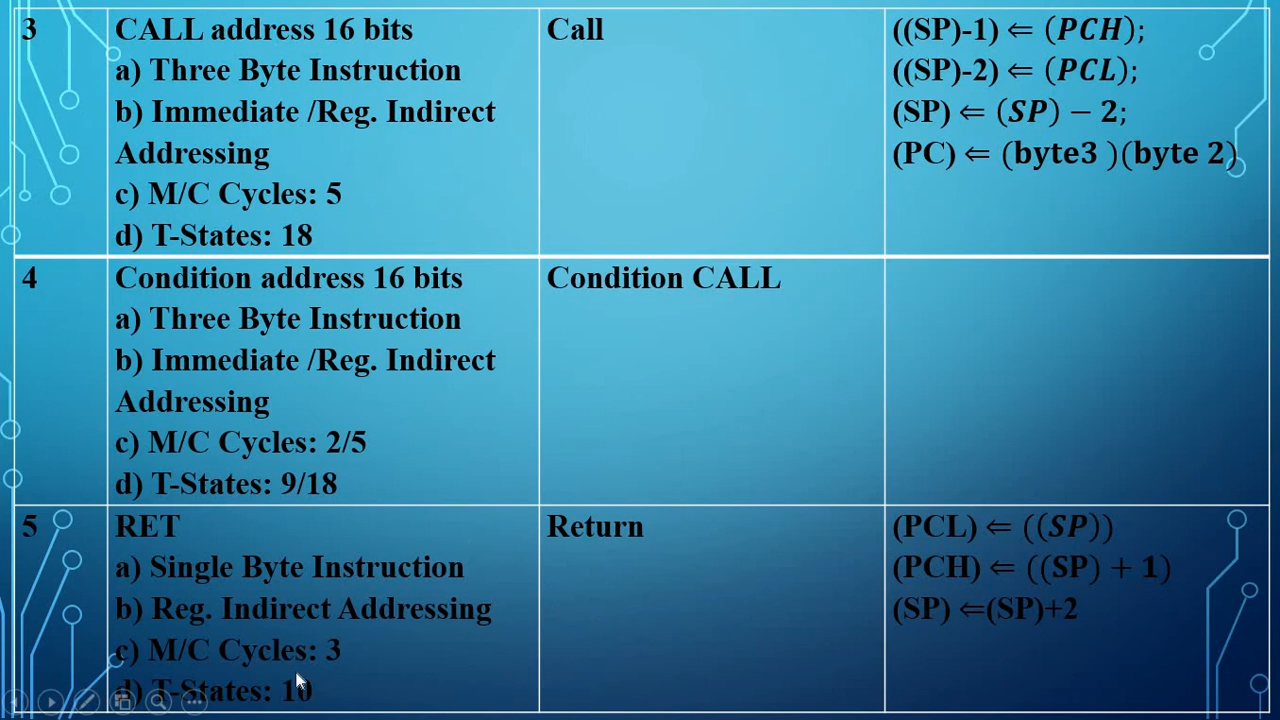 3
CALL address 16 bits
a) Three Byte Instruction
b) Immediate /Reg. Indirect
Addressing
c) M/C Cycles: 5
d) T-States: 18
Call
((SP)-1) ⇐ (PCH);
((SP)-2) ⇐ (PCL);
(SP) ⇐ (SP) − 2;
(PC) ⇐ (byte3 )(byte 2)
4
Condition address 16 bits
a) Three Byte Instruction
b) Immediate /Reg. Indirect
Addressing
c) M/C Cycles: 2/5
d) T-States: 9/18
Condition CALL
5
RET
a) Single Byte Instruction
b) Reg. Indirect Addressing
c) M/C Cycles: 3
d) T-States: 10
Return
(PCL) ⇐ ((SP))
(PCH) ⇐ ((SP) + 1)
(SP) ⇐(SP)+2